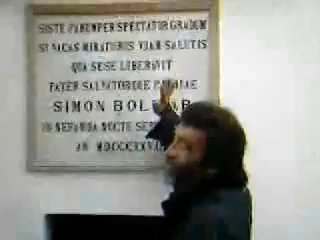 SISTE PARUMPER SPECTATOR GRADUM
SI VACAS MIRATURUS VIAM SALUTIS
QUA SESE LIBERAVIT
PATER SALVATORQUE PATRIAE
SIMON BOLIVAR
IN NEFANDA NOCTE
AN MDCCCXXVIII